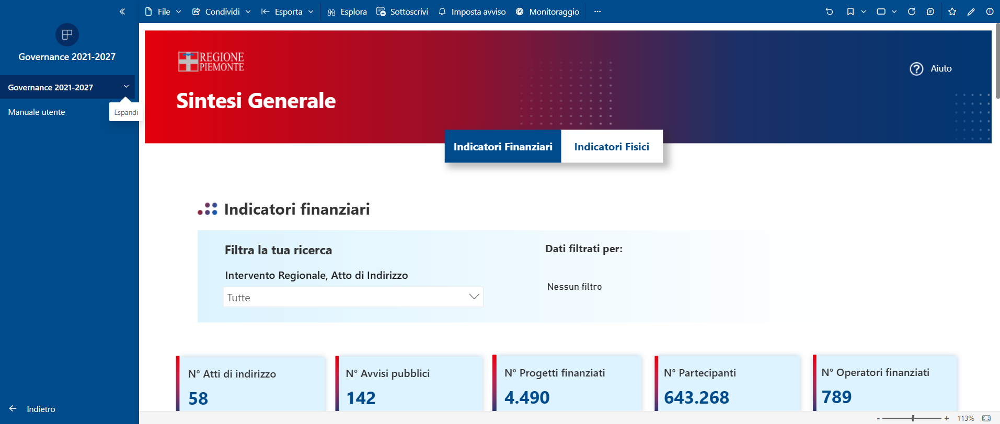 File
Condividi
Esporta
Esplora
Sottoscrivi
Imposta avviso
Monitoraggio
Governance 2021-2027
Governance 2021-2027
Espandi
Manuale utente
Indietro
REGIONE
PIEMONTE
Aiuto
Sintesi Generale
Indicatori Finanziari
Indicatori Fisici
Indicatori finanziari
Filtra la tua ricerca
Dati filtrati per:
Intervento Regionale, Atto di Indirizzo
Tutte
Nessun filtro
N° Atti di indirizzo
58
N° Avvisi pubblici
142
N° Progetti finanziati
4.490
N° Partecipanti
643.268
N° Operatori finanziati
789
- + 113%